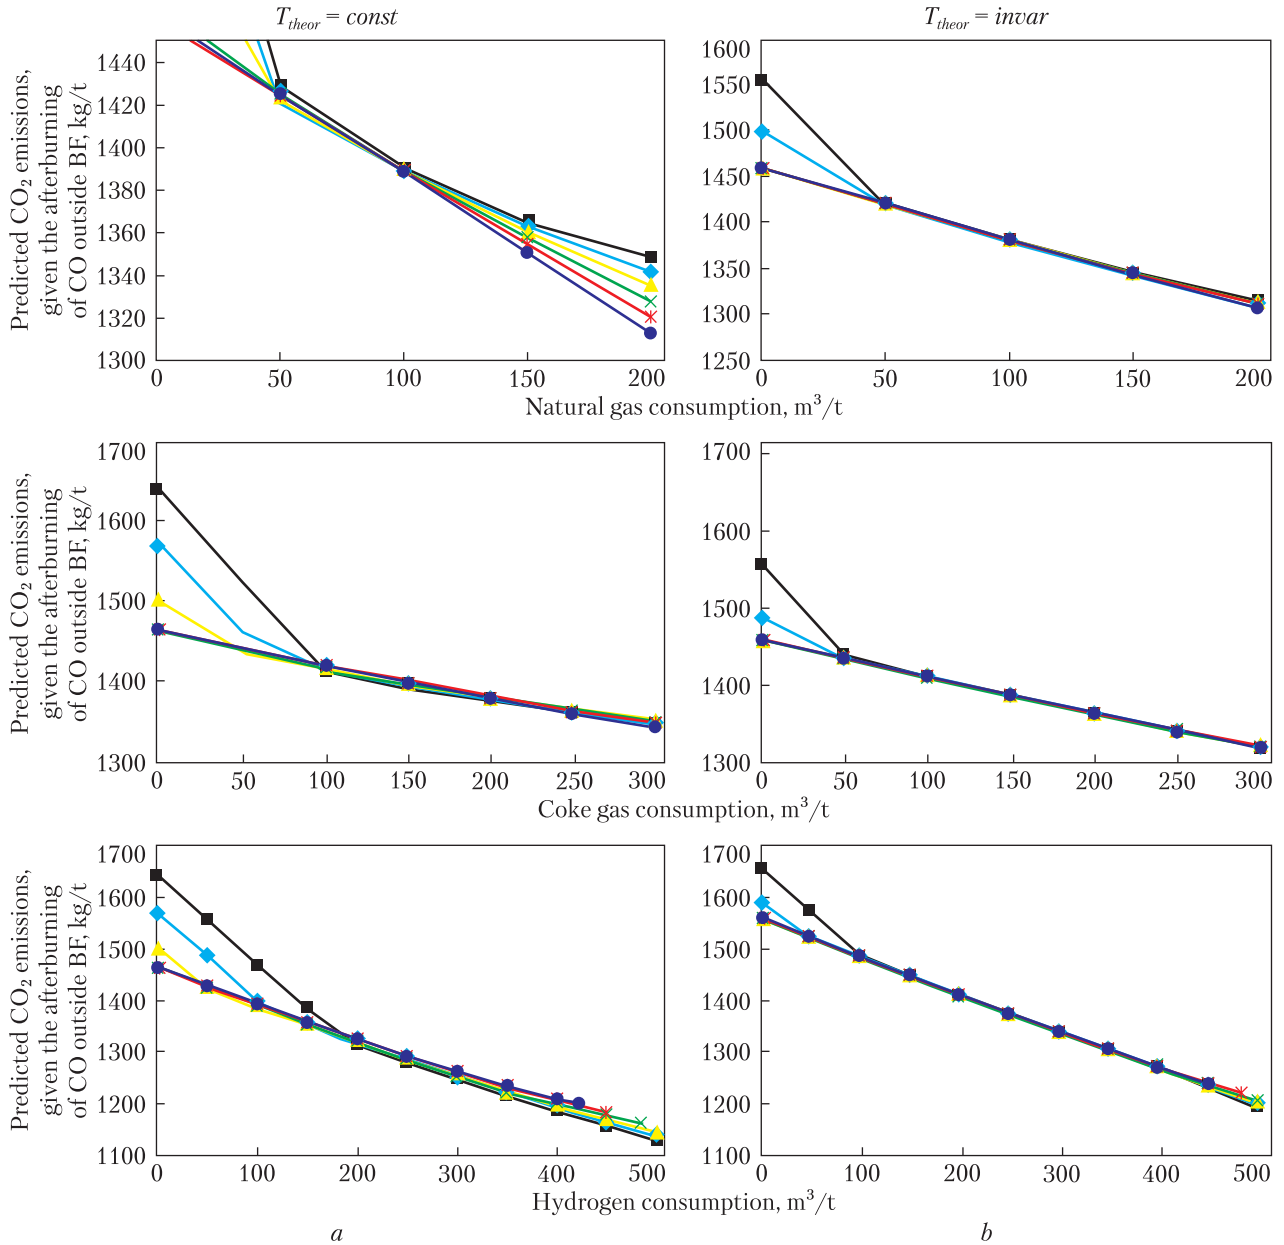 T_theor = const
T_theor = invar
Predicted CO₂ emissions,
given the afterburning
of CO outside BF, kg/t
1440
1420
1400
1380
1360
1340
1320
1300
0 50 100 150 200
1600
1550
1500
1450
1400
1350
1300
1250
0 50 100 150 200
Natural gas consumption, m³/t
Predicted CO₂ emissions,
given the afterburning
of CO outside BF, kg/t
1700
1600
1500
1400
1300
0 50 100 150 200 250 300
1700
1600
1500
1400
1300
0 50 100 150 200 250 300
Coke gas consumption, m³/t
Predicted CO₂ emissions,
given the afterburning
of CO outside BF, kg/t
1700
1600
1500
1400
1300
1200
1100
0 100 200 300 400 500
1700
1600
1500
1400
1300
1200
1100
0 100 200 300 400 500
Hydrogen consumption, m³/t
a
b